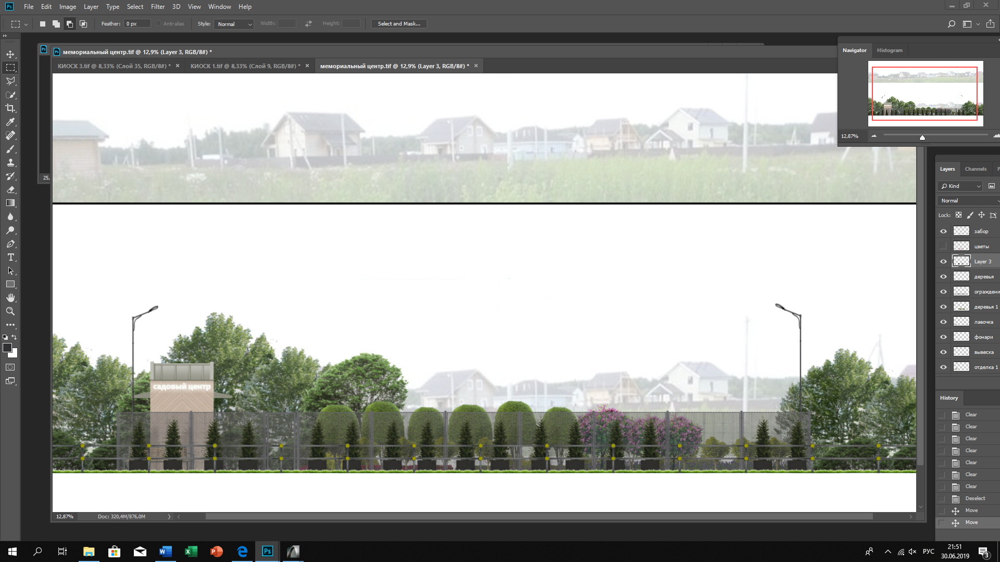 Ps File Edit Image Layer Type Select Filter 3D View Window Help
Feather: 0 px Anti-alias Style: Normal Width: Height: Select and Mask...
мемориальный центр.tif @ 12,9% (Layer 3, RGB/8#) *
КИОСК 3.tif @ 8,33% (Слой 35, RGB/8#) * КИОСК 1.tif @ 8,33% (Слой 9, RGB/8#) * мемориальный центр.tif @ 12,9% (Layer 3, RGB/8#) *
25,
садовый центр
12,87% Doc: 320,4M/876,0M
Navigator Histogram
12,87%
Layers Channels P
Kind
Normal
Lock:
забор
цветы
Layer 3
деревья
ограждени
деревья 1
лавочка
фонари
вывеска
отделка 1
History
Clear
Clear
Clear
Clear
Clear
Clear
Clear
Deselect
Move
Move
РУС
21:51
30.06.2019
3